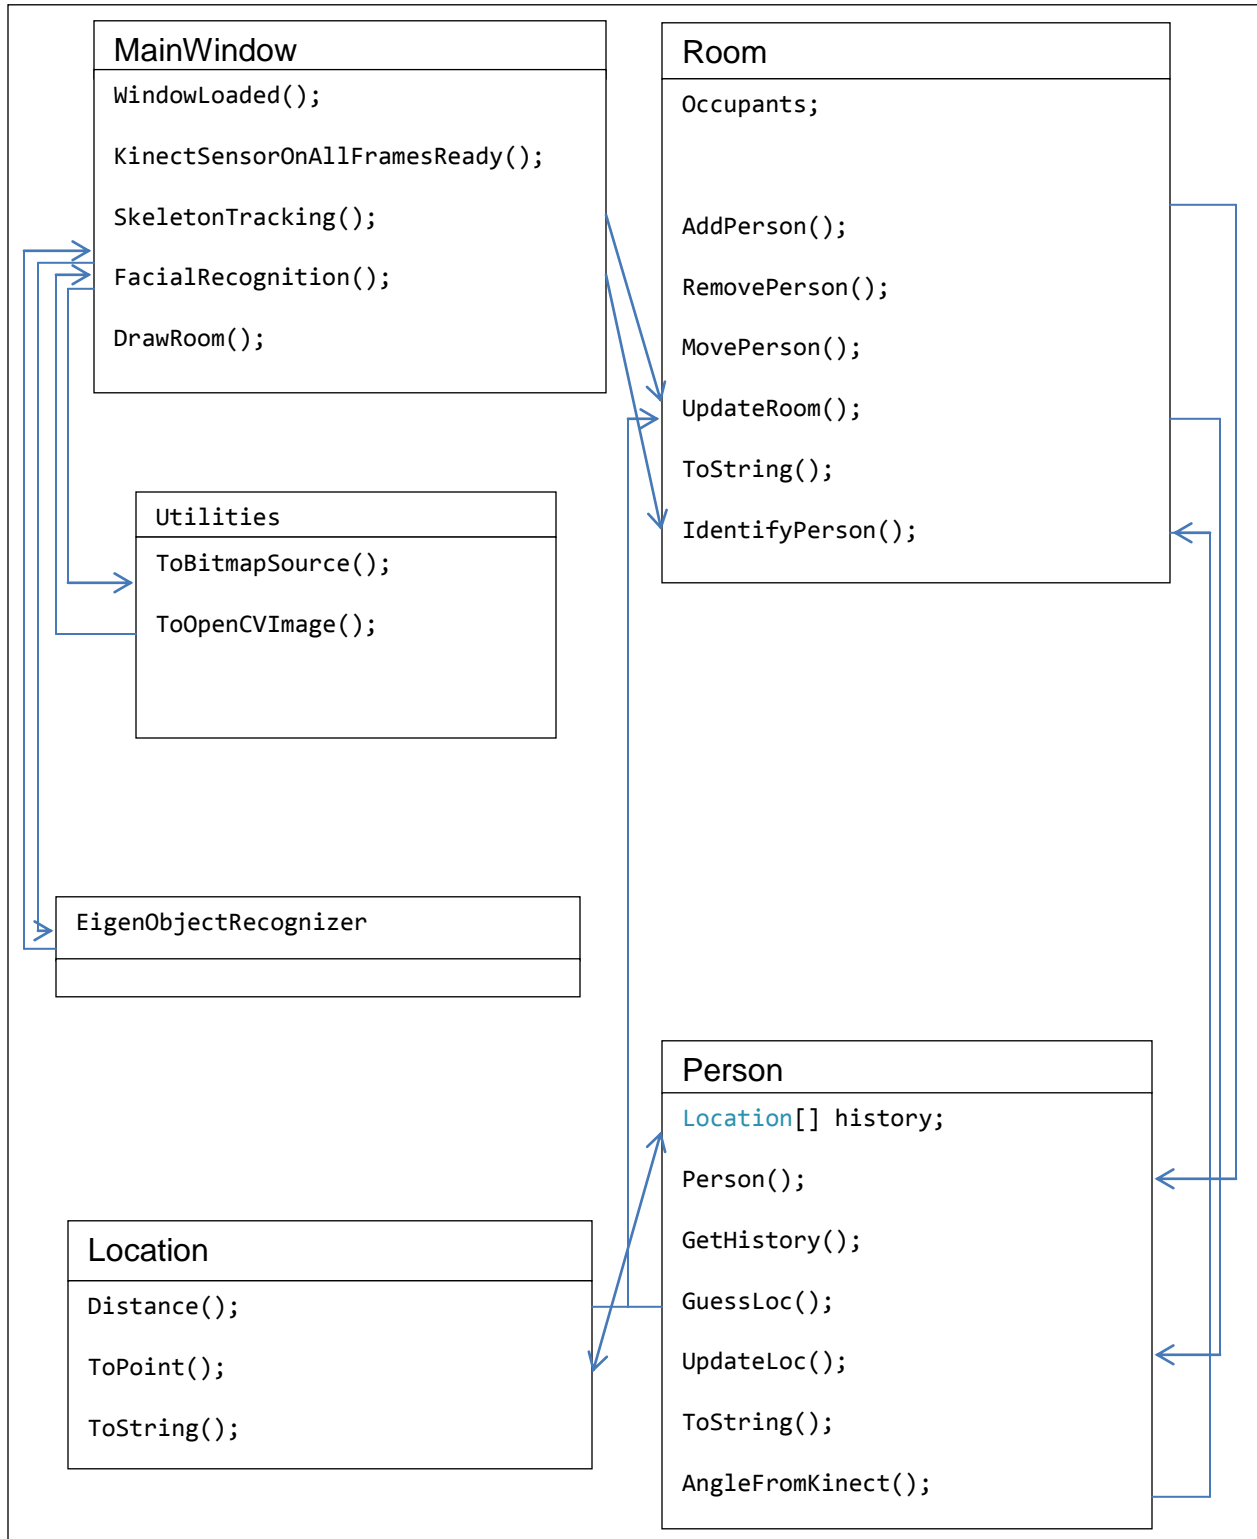 MainWindow
WindowLoaded();
KinectSensorOnAllFramesReady();
SkeletonTracking();
FacialRecognition();
DrawRoom();
Room
Occupants;
AddPerson();
RemovePerson();
MovePerson();
UpdateRoom();
ToString();
IdentifyPerson();
Utilities
ToBitmapSource();
ToOpenCVImage();
EigenObjectRecognizer
Person
Location[] history;
Person();
GetHistory();
GuessLoc();
UpdateLoc();
ToString();
AngleFromKinect();
Location
Distance();
ToPoint();
ToString();